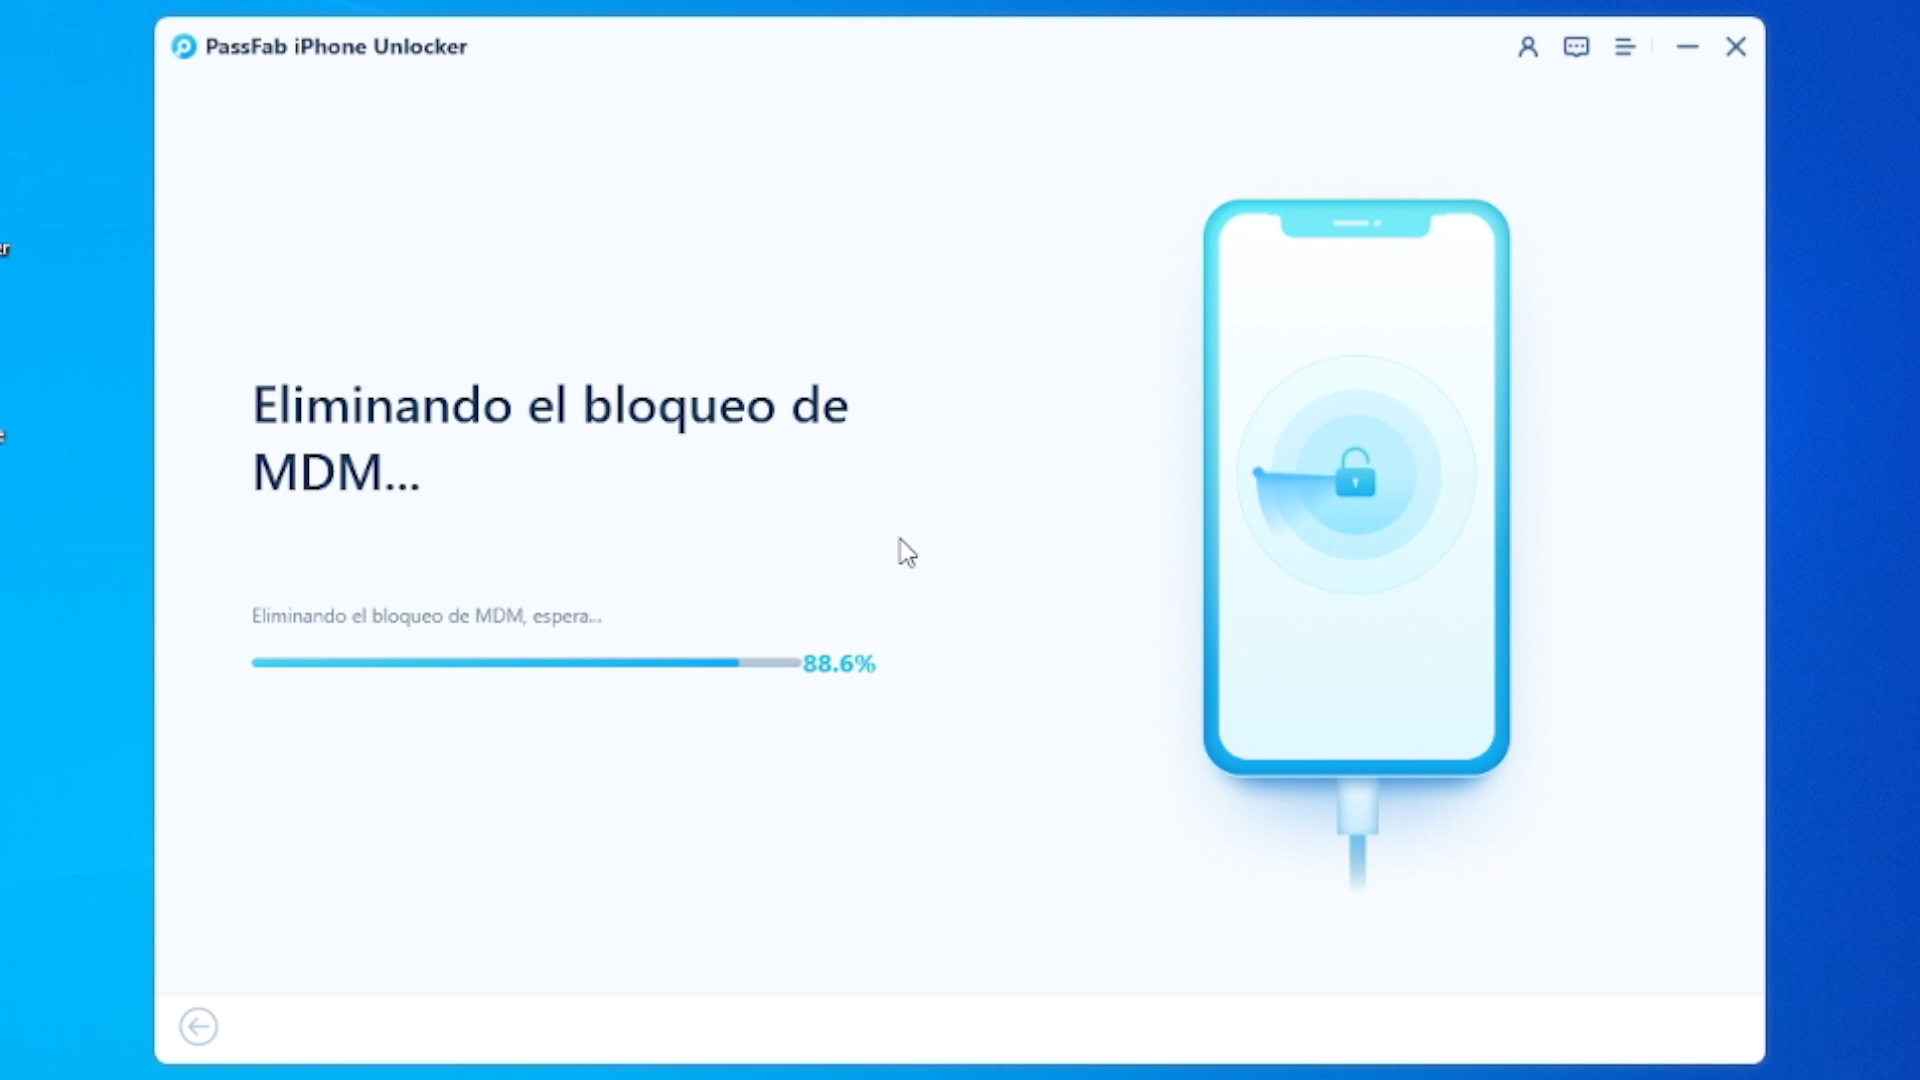 PassFab iPhone Unlocker
Eliminando el bloqueo de
MDM...
Eliminando el bloqueo de MDM, espera...
88.6%